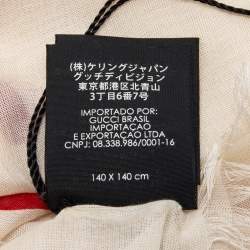 (株)ケリングジャパン
グッチディビジョン
東京都港区北青山
3丁目6番7号
IMPORTADO POR:
GUCCI BRASIL
IMPORTAÇAO
E EXPORTAÇÃO LTDA
CNPJ: 08.338.986/0001-16
140 X 140 cm